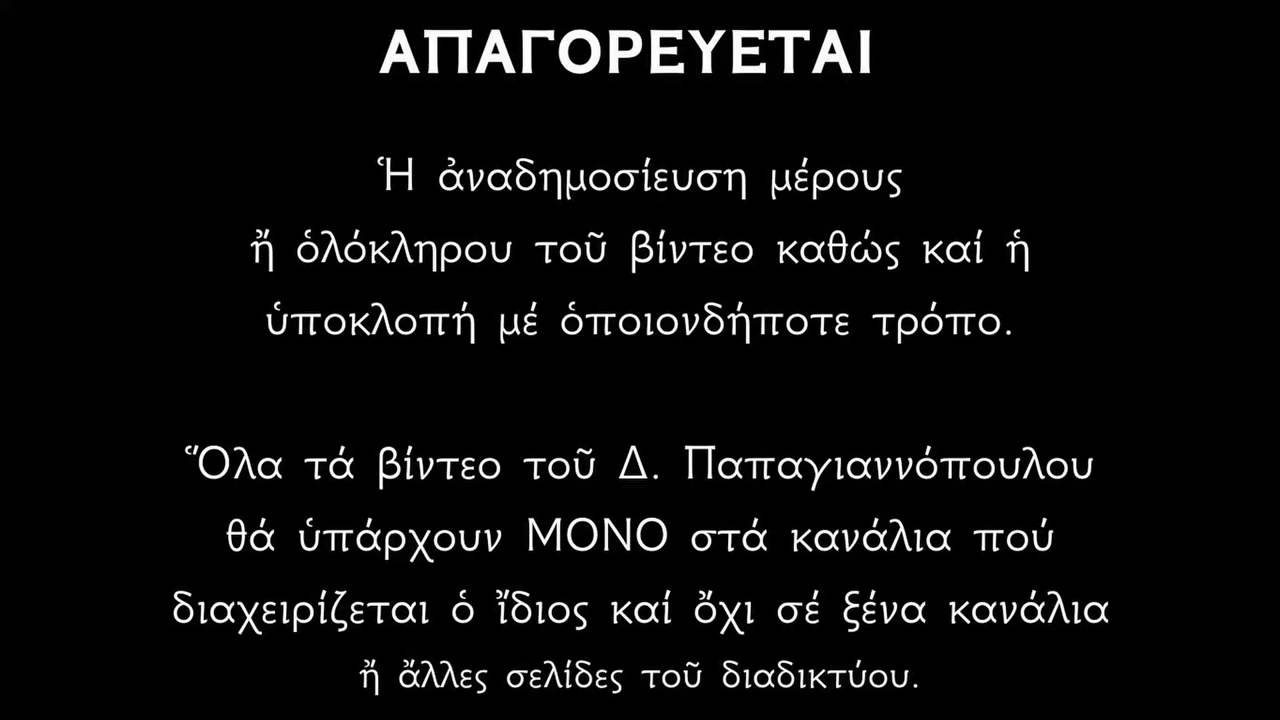 ΑΠΑΓΟΡΕΥΕΤΑΙ
Ἡ ἀναδημοσίευση μέρους
ἤ ὁλόκληρου τοῦ βίντεο καθώς καί ἡ
ὑποκλοπή μέ ὁποιονδήποτε τρόπο.
Ὅλα τά βίντεο τοῦ Δ. Παπαγιαννόπουλου
θά ὑπάρχουν ΜΟΝΟ στά κανάλια πού
διαχειρίζεται ὁ ἴδιος καί ὄχι σέ ξένα κανάλια
ἤ ἄλλες σελίδες τοῦ διαδικτύου.